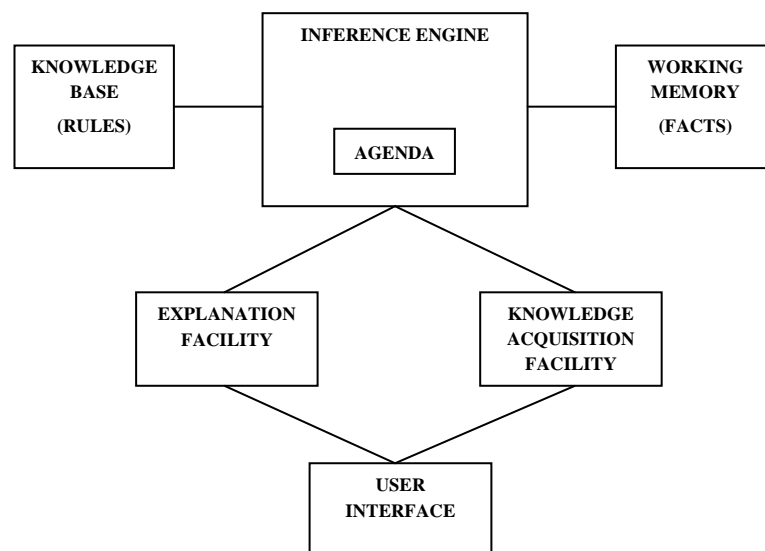 INFERENCE ENGINE
KNOWLEDGE
BASE
(RULES)
WORKING
MEMORY
(FACTS)
AGENDA
EXPLANATION
FACILITY
KNOWLEDGE
ACQUISITION
FACILITY
USER
INTERFACE